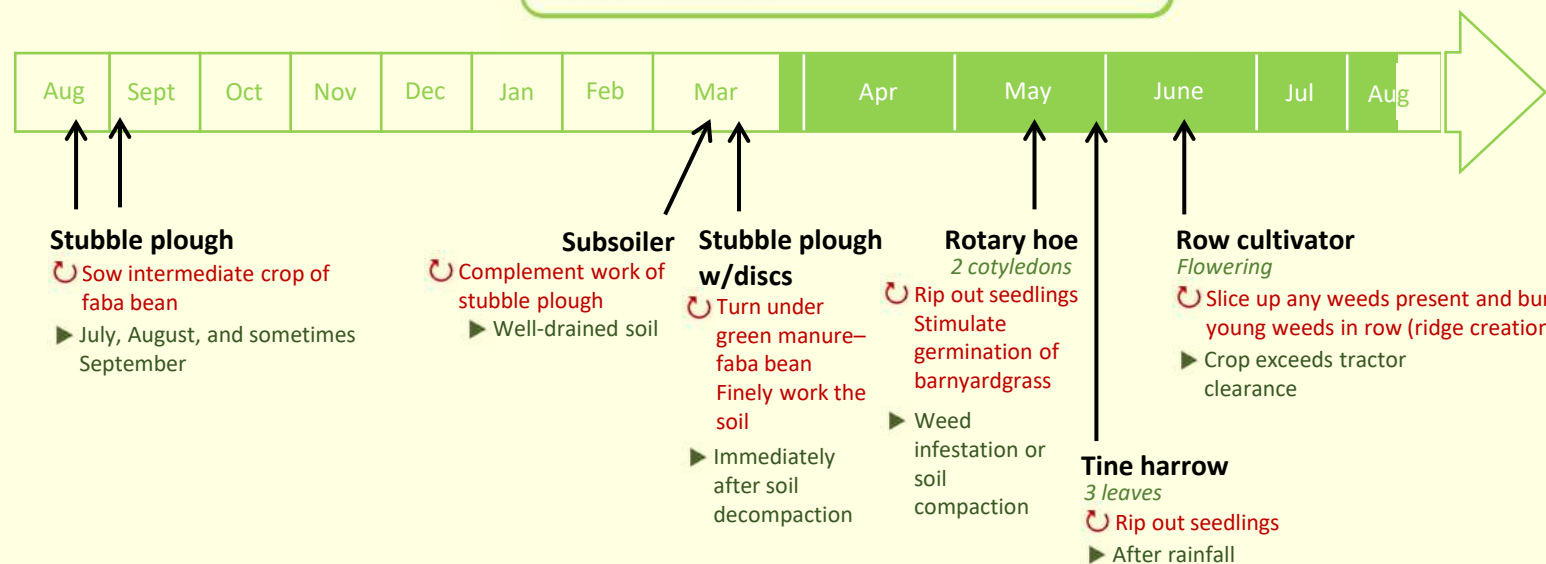 Aug Sept Oct Nov Dec Jan Feb Mar Apr May June Jul Aug
Stubble plough
Sow intermediate crop of
faba bean
July, August, and sometimes
September
Subsoiler
Complement work of
stubble plough
Well-drained soil
Stubble plough
w/discs
Turn under
green manure–
faba bean
Finely work the
soil
Immediately
after soil
decompaction
Rotary hoe
2 cotyledons
Rip out seedlings
Stimulate
germination of
barnyardgrass
Weed
infestation or
soil
compaction
Tine harrow
3 leaves
Rip out seedlings
After rainfall
Row cultivator
Flowering
Slice up any weeds present and
young weeds in row (ridge
Crop exceeds tractor
clearance